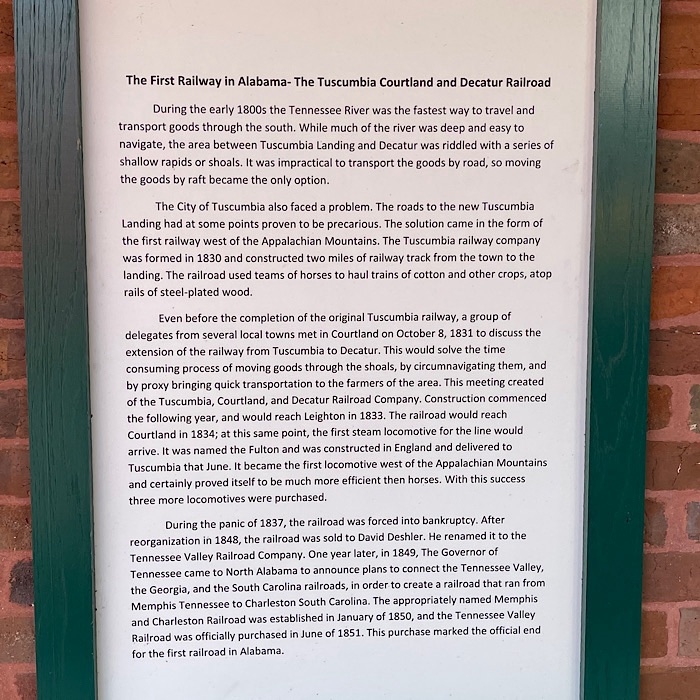 The First Railway in Alabama- The Tuscumbia Courtland and Decatur Railroad
During the early 1800s the Tennessee River was the fastest way to travel and
transport goods through the south. While much of the river was deep and easy to
navigate, the area between Tuscumbia Landing and Decatur was riddled with a series of
shallow rapids or shoals. It was impractical to transport the goods by road, so moving
the goods by raft became the only option.
The City of Tuscumbia also faced a problem. The roads to the new Tuscumbia
Landing had at some points proven to be precarious. The solution came in the form of
the first railway west of the Appalachian Mountains. The Tuscumbia railway company
was formed in 1830 and constructed two miles of railway track from the town to the
landing. The railroad used teams of horses to haul trains of cotton and other crops, atop
rails of steel-plated wood.
Even before the completion of the original Tuscumbia railway, a group of
delegates from several local towns met in Courtland on October 8, 1831 to discuss the
extension of the railway from Tuscumbia to Decatur. This would solve the time
consuming process of moving goods through the shoals, by circumnavigating them, and
by proxy bringing quick transportation to the farmers of the area. This meeting created
of the Tuscumbia, Courtland, and Decatur Railroad Company. Construction commenced
the following year, and would reach Leighton in 1833. The railroad would reach
Courtland in 1834; at this same point, the first steam locomotive for the line would
arrive. It was named the Fulton and was constructed in England and delivered to
Tuscumbia that June. It became the first locomotive west of the Appalachian Mountains
and certainly proved itself to be much more efficient then horses. With this success
three more locomotives were purchased.
During the panic of 1837, the railroad was forced into bankruptcy. After
reorganization in 1848, the railroad was sold to David Deshler. He renamed it to the
Tennessee Valley Railroad Company. One year later, in 1849, The Governor of
Tennessee came to North Alabama to announce plans to connect the Tennessee Valley,
the Georgia, and the South Carolina railroads, in order to create a railroad that ran from
Memphis Tennessee to Charleston South Carolina. The appropriately named Memphis
and Charleston Railroad was established in January of 1850, and the Tennessee Valley
Railroad was officially purchased in June of 1851. This purchase marked the official end
for the first railroad in Alabama.